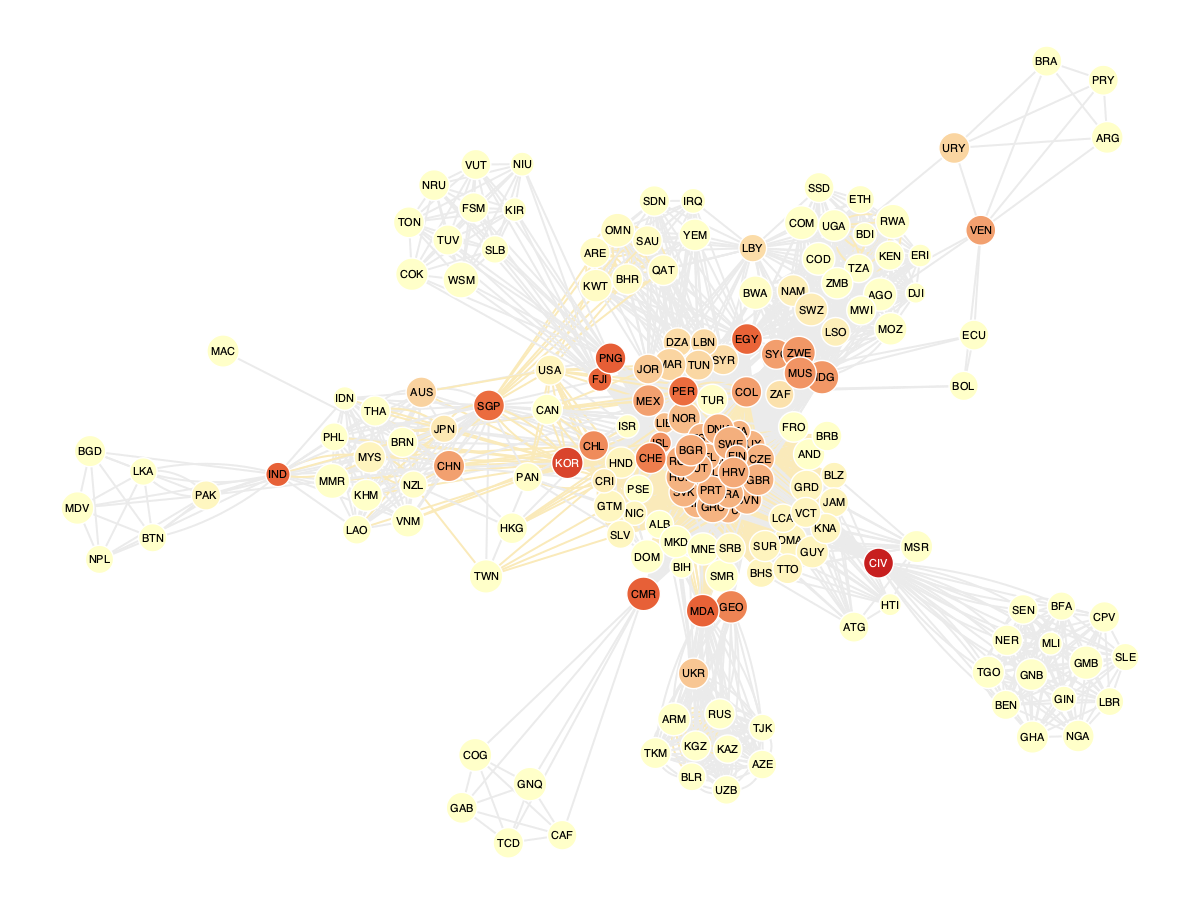 BRA
PRY
ARG
URY
VEN
ECU
BOL
VUT
NIU
NRU
FSM
KIR
TON
TUV
SLB
COK
WSM
SDN
IRQ
OMN
SAU
YEM
ARE
QAT
BHR
KWT
LBY
SSD
ETH
COM
UGA
RWA
BDI
COD
TZA
KEN
ERI
ZMB
AGO
DJI
BWA
NAM
SWZ
MWI
LSO
MOZ
MAC
PNG
FJI
EGY
DZA
LBN
SYR
TUN
JOR
ZWE
MUS
USA
CAN
MEX
PER
TUR
COL
ZAF
ISR
NOR
FRO
BRB
AND
IDN
THA
AUS
SGP
JPN
PHL
BRN
MYS
CHN
MMR
KHM
NZL
LAO
VNM
BGD
LKA
PAK
MDV
BTN
NPL
IND
KOR
CHL
CHE
BGR
SWE
CZE
HRV
GBR
PRT
PAN
HND
CRI
PSE
GTM
NIC
SLV
ALB
HKG
TWN
DOM
MKD
MNE
SRB
BIH
SMR
SUR
BHS
TTO
GUY
DMA
LCA
VCT
KNA
GRD
BLZ
JAM
CIV
MSR
HTI
ATG
CMR
MDA
GEO
UKR
ARM
RUS
TJK
TKM
KGZ
KAZ
AZE
BLR
UZB
COG
GNQ
GAB
TCD
CAF
SEN
BFA
CPV
NER
MLI
SLE
TGO
GNB
GMB
BEN
GIN
LBR
GHA
NGA